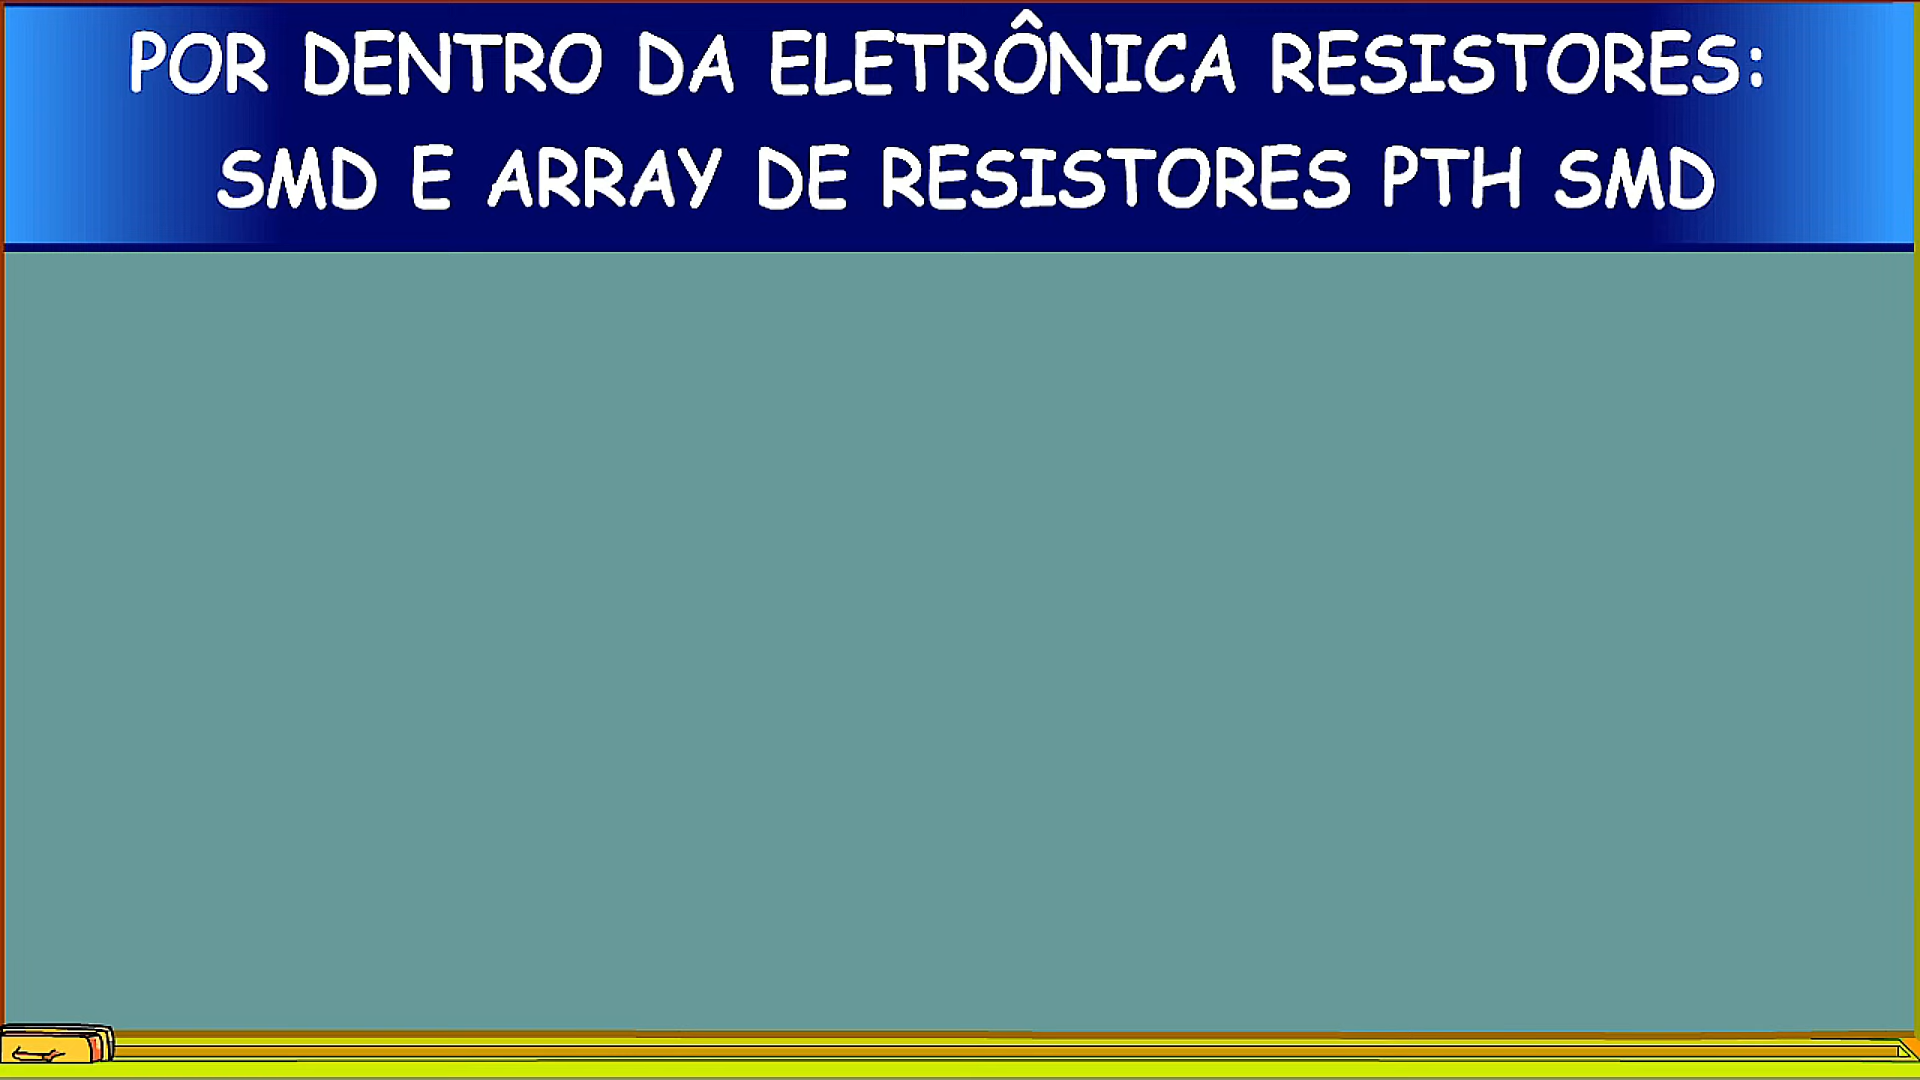 POR DENTRO DA ELETRÔNICA RESISTORES:
SMD E ARRAY DE RESISTORES PTH SMD